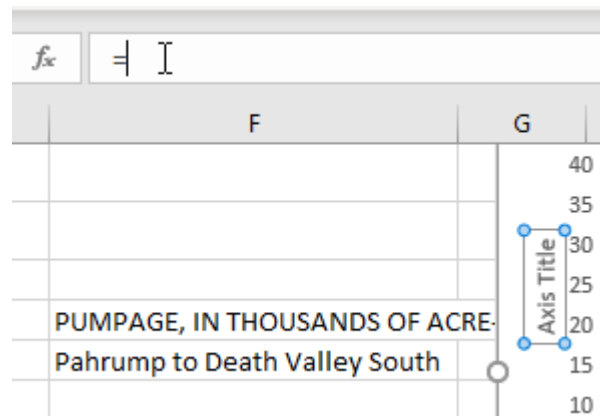 fx =
F G
40
35
30
Axis Title
25
PUMPAGE, IN THOUSANDS OF ACRE-
20
Pahrump to Death Valley South
15
10